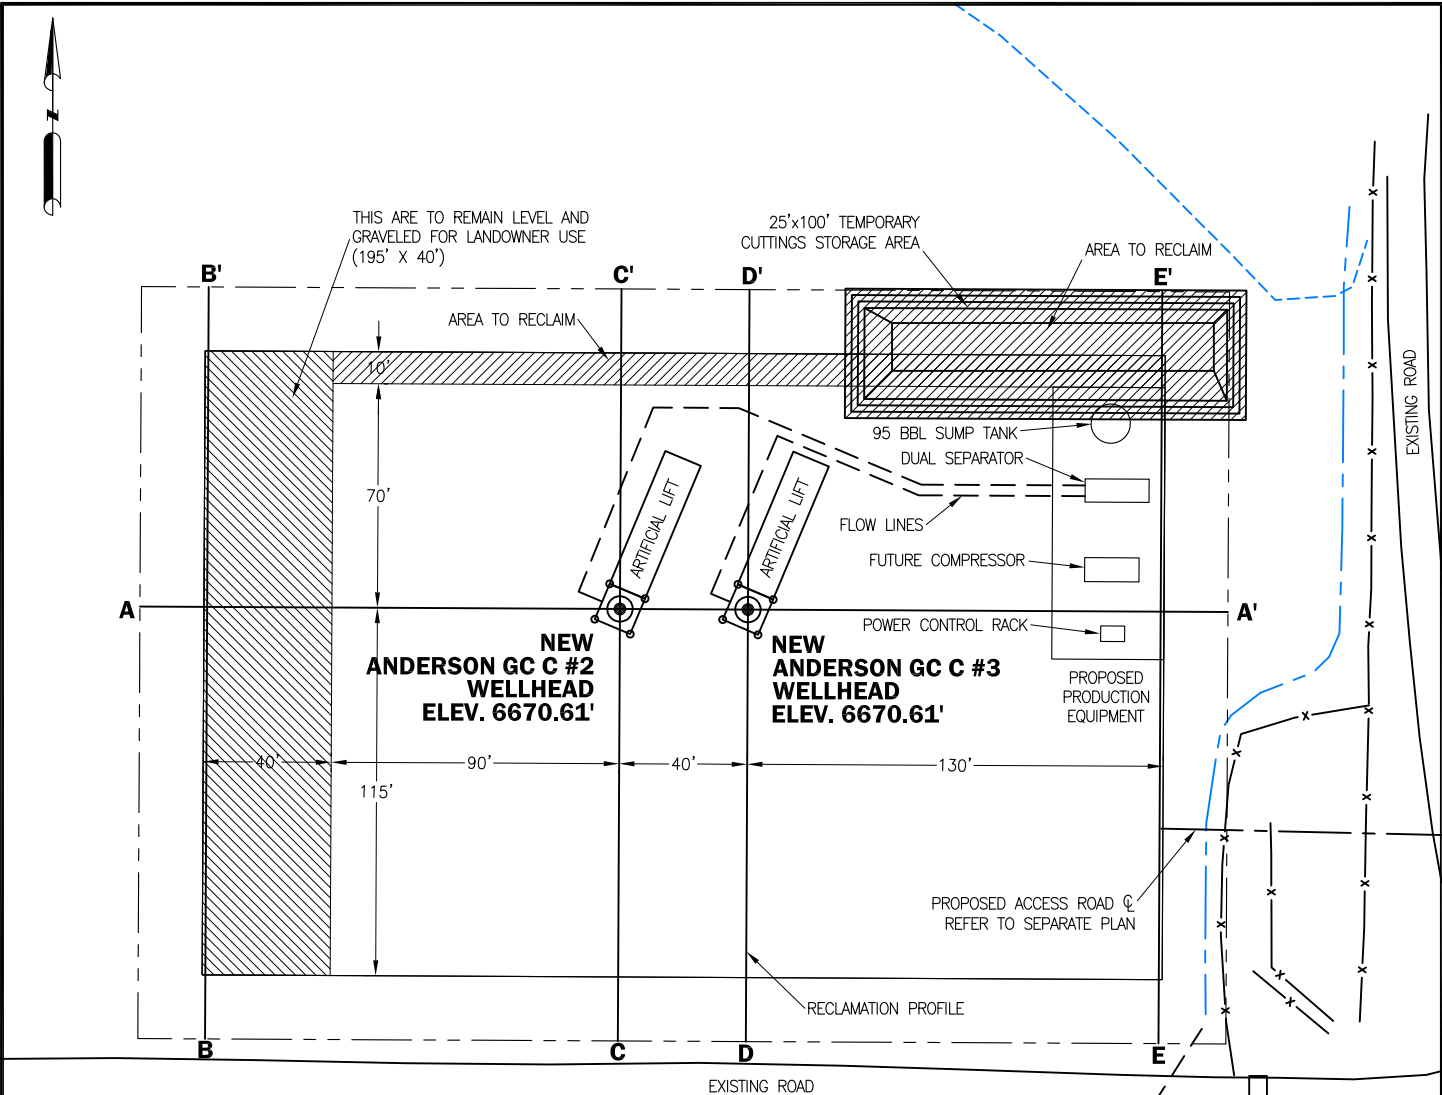 N
THIS ARE TO REMAIN LEVEL AND
GRAVELED FOR LANDOWNER USE
(195' X 40')
25'x100' TEMPORARY
CUTTINGS STORAGE AREA
AREA TO RECLAIM
B'
C'
D'
E'
AREA TO RECLAIM
10'
EXISTING ROAD
95 BBL SUMP TANK
DUAL SEPARATOR
70'
ARTIFICIAL LIFT
ARTIFICIAL LIFT
FLOW LINES
FUTURE COMPRESSOR
A
A'
POWER CONTROL RACK
NEW
ANDERSON GC C #2
WELLHEAD
ELEV. 6670.61'
NEW
ANDERSON GC C #3
WELLHEAD
ELEV. 6670.61'
PROPOSED
PRODUCTION
EQUIPMENT
40'
90'
40'
130'
115'
PROPOSED ACCESS ROAD ℄
REFER TO SEPARATE PLAN
RECLAMATION PROFILE
B
C
D
E
EXISTING ROAD